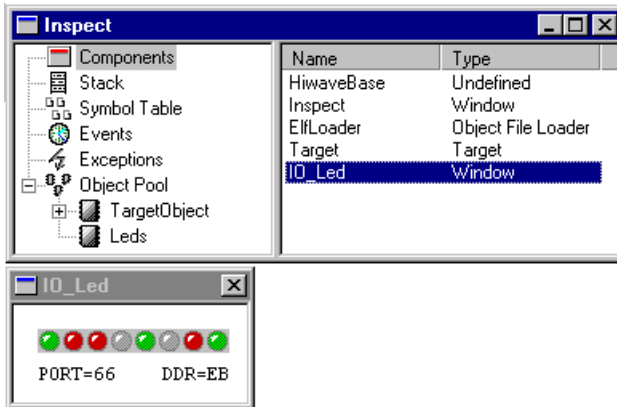 Inspect
Components
Stack
Symbol Table
Events
Exceptions
Object Pool
TargetObject
Leds
Name Type
HiwaveBase Undefined
Inspect Window
ElfLoader Object File Loader
Target Target
IO_Led Window
IO_Led
PORT=66 DDR=EB